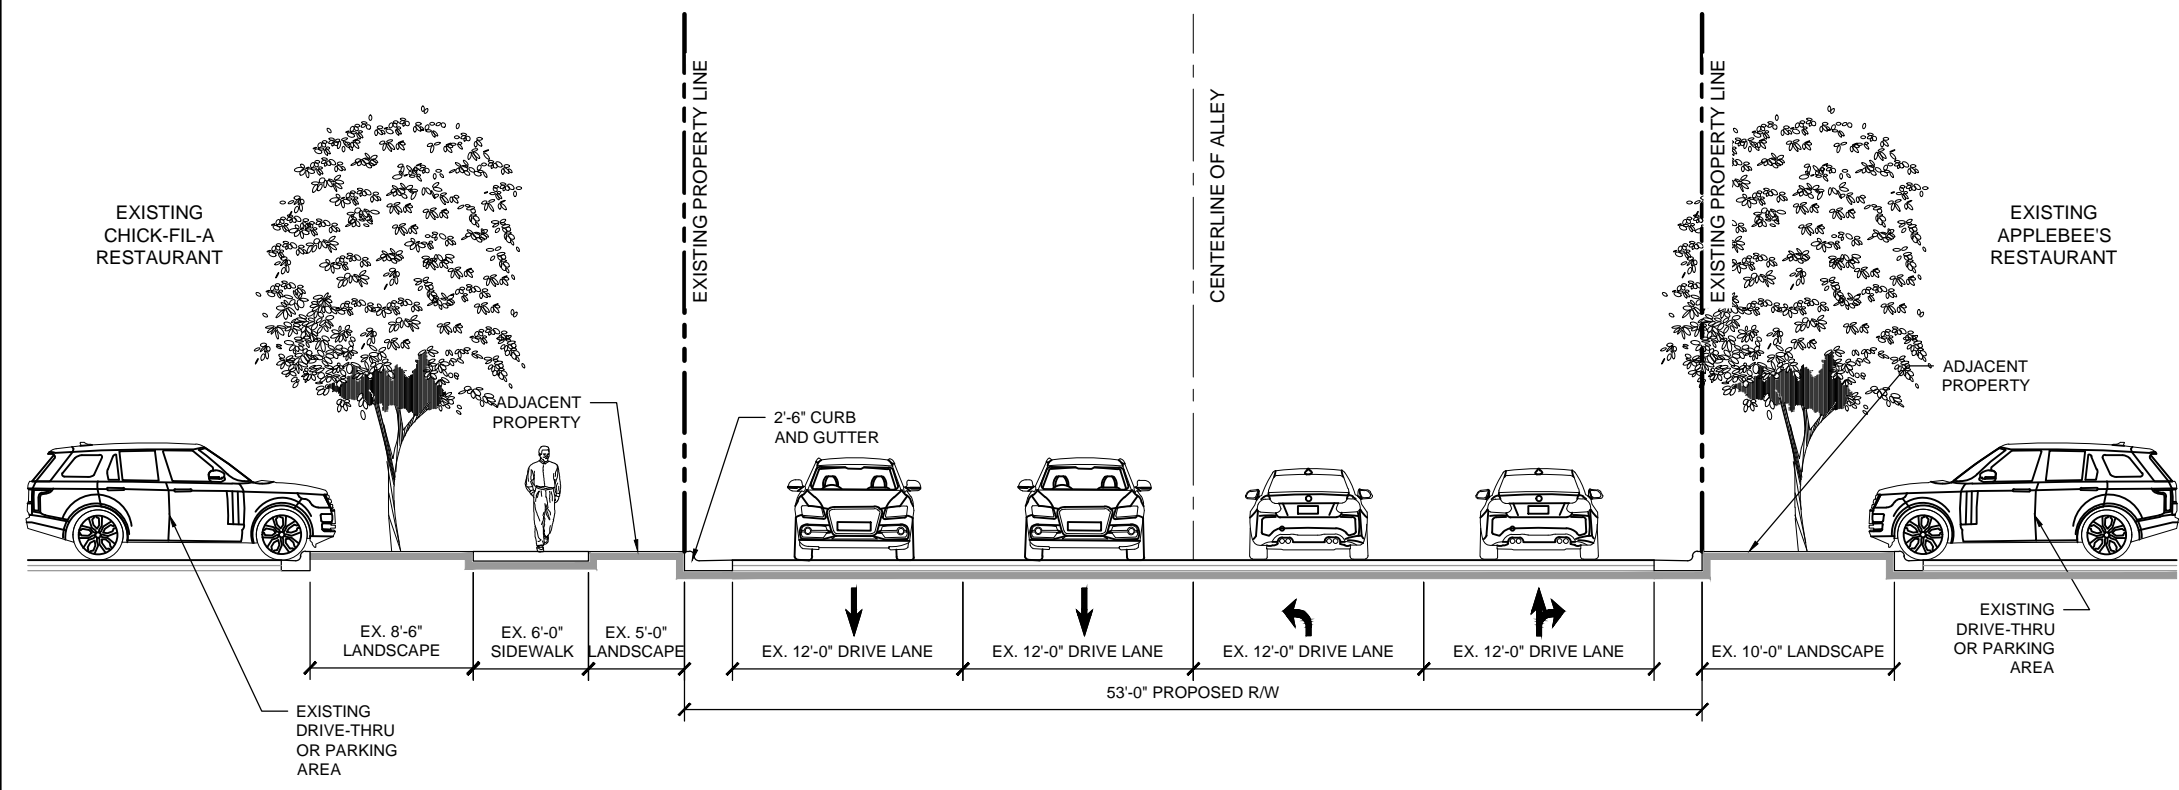 EXISTING
CHICK-FIL-A
RESTAURANT
EXISTING PROPERTY LINE
CENTERLINE OF ALLEY
EXISTING PROPERTY LINE
EXISTING
APPLEBEE'S
RESTAURANT
ADJACENT
PROPERTY
2'-6" CURB
AND GUTTER
ADJACENT
PROPERTY
EX. 8'-6"
LANDSCAPE
EX. 6'-0"
SIDEWALK
EX. 5'-0"
LANDSCAPE
EX. 12'-0" DRIVE LANE
EX. 12'-0" DRIVE LANE
EX. 12'-0" DRIVE LANE
EX. 12'-0" DRIVE LANE
EX. 10'-0" LANDSCAPE
EXISTING
DRIVE-THRU
OR PARKING
AREA
53'-0" PROPOSED R/W
EXISTING
DRIVE-THRU
OR PARKING
AREA